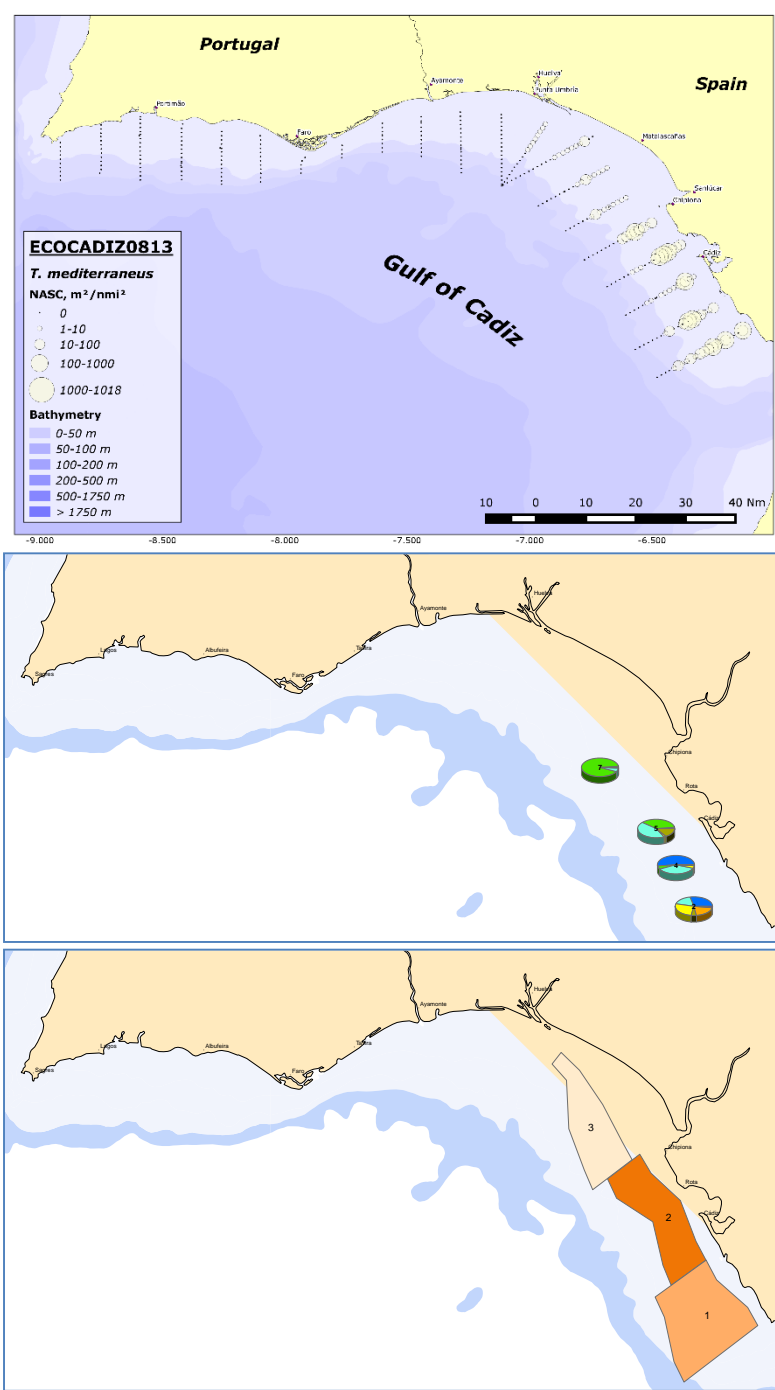 Portugal
Spain
Ayamonte
Huelva
Punta Umbria
Portimão
Faro
Matalascañas
Sanlúcar
Chipiona
Cádiz
Gulf of Cadiz
ECOCADIZ0813
T. mediterraneus
NASC, m²/nmi²
0
1-10
10-100
100-1000
1000-1018
Bathymetry
0-50 m
50-100 m
100-200 m
200-500 m
500-1750 m
> 1750 m
10 0 10 20 30 40 Nm
-9.000 -8.500 -8.000 -7.500 -7.000 -6.500
Huelva
Ayamonte
Lagos
Albufeira
Tavira
Sagres
Faro
Chipiona
7
Rota
Cádiz
5
4
2
Huelva
Ayamonte
Lagos
Albufeira
Tavira
Sagres
Faro
3
Chipiona
Rota
Cádiz
2
1